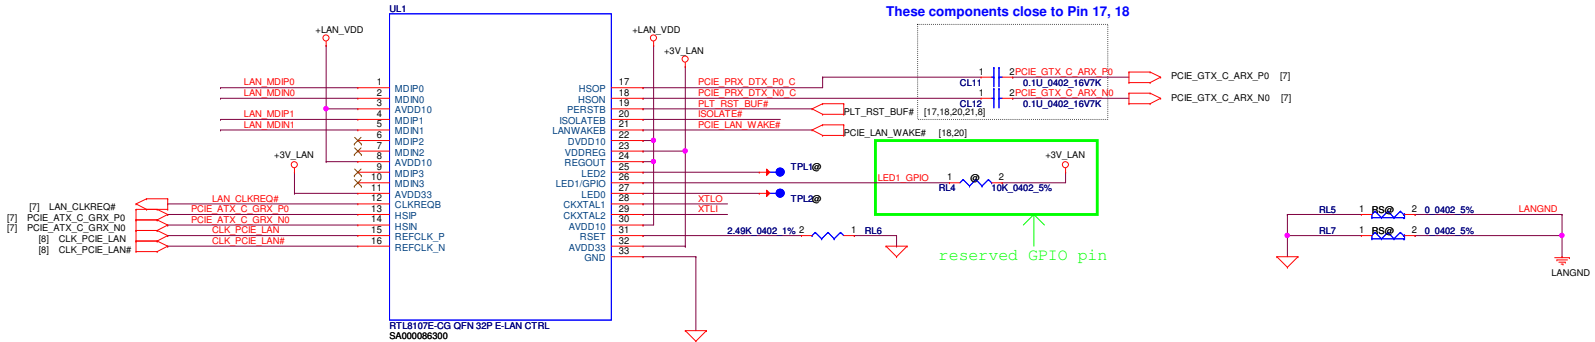 These components close to Pin 17, 18
UL1
+LAN_VDD
+LAN_VDD
+3V_LAN
LAN_MDIP0 1 MDIP0
LAN_MDIN0 2 MDIN0
3 AVDD10
LAN_MDIP1 4 MDIP1
LAN_MDIN1 5 MDIN1
6 MDIP2
7 MDIN2
8 AVDD10
+3V_LAN
9 MDIP3
10 MDIN3
11 AVDD33
[7] LAN_CLKREQ# LAN_CLKREQ# 12 CLKREQB
[7] PCIE_ATX_C_GRX_P0 PCIE_ATX_C_GRX_P0 13 HSIP
[7] PCIE_ATX_C_GRX_N0 PCIE_ATX_C_GRX_N0 14 HSIN
[8] CLK_PCIE_LAN CLK_PCIE_LAN 15 REFCLK_P
[8] CLK_PCIE_LAN# CLK_PCIE_LAN# 16 REFCLK_N
HSOP 17 PCIE_PRX_DTX_P0_C
HSON 18 PCIE_PRX_DTX_N0_C
PERSTB 19 PLT_RST_BUF#
ISOLATEB 20 ISOLATE#
LANWAKEB 21 PCIE_LAN_WAKE#
DVDD10 22
VDDREG 23
REGOUT 24
LED2 25 TPL1@
LED1/GPIO 26
LED0 27 TPL2@
CKXTAL1 28 XTLO
CKXTAL2 29 XTLI
AVDD10 30
RSET 31 2.49K_0402_1% 2 1 RL6
AVDD33 32
GND 33
RTL8107E-CG QFN 32P E-LAN CTRL
SA000086300
1 2 PCIE_GTX_C_ARX_P0 PCIE_GTX_C_ARX_P0 [7]
CL11 0.1U_0402_16V7K
1 2 PCIE_GTX_C_ARX_N0 PCIE_GTX_C_ARX_N0 [7]
CL12 0.1U_0402_16V7K
PLT_RST_BUF# [17,18,20,21,8]
PCIE_LAN_WAKE# [18,20]
+3V_LAN
LED1_GPIO 1 @ 2
RL4 10K_0402_5%
reserved GPIO pin
RL5 1 RS@ 2 0_0402_5% LANGND
RL7 1 RS@ 2 0_0402_5%
LANGND